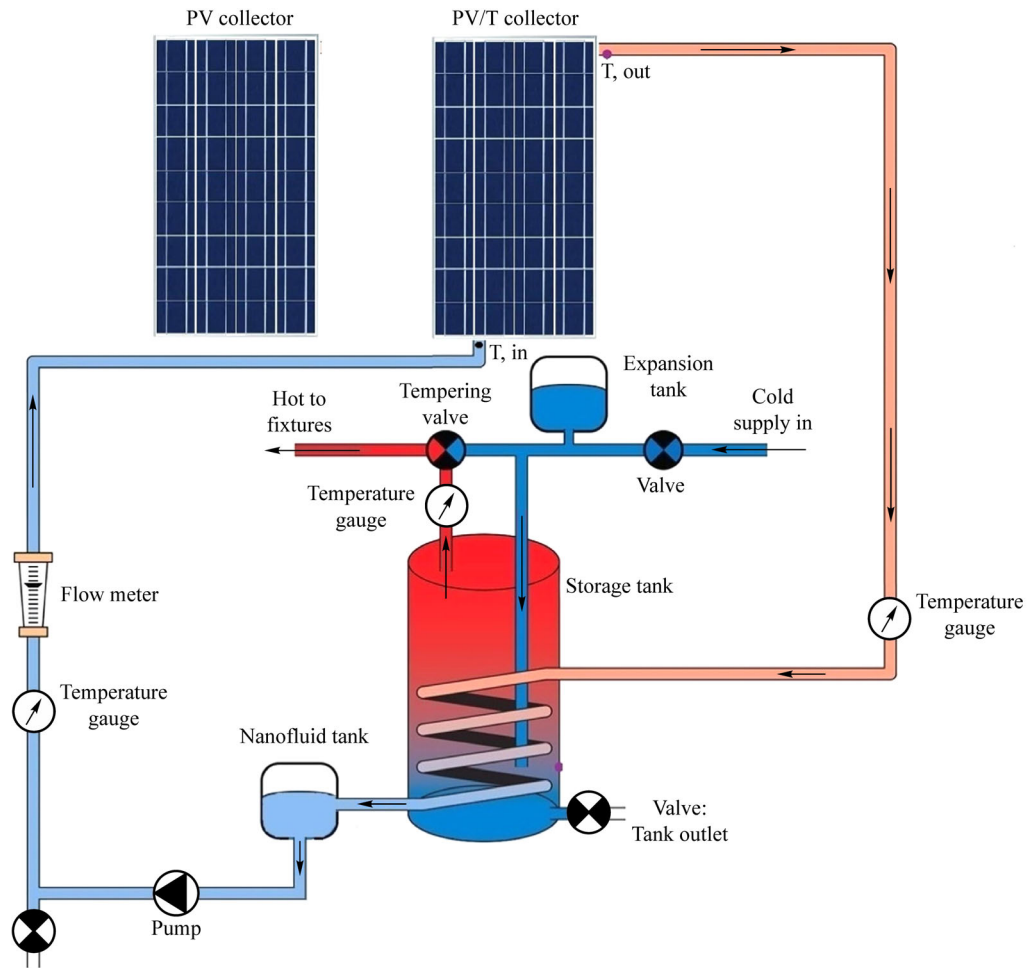 PV collector
PV/T collector
T, out
T, in
Expansion
tank
Hot to
fixtures
Tempering
valve
Cold
supply in
Temperature
gauge
Valve
Flow meter
Storage tank
Temperature
gauge
Temperature
gauge
Nanofluid tank
Valve:
Tank outlet
Pump